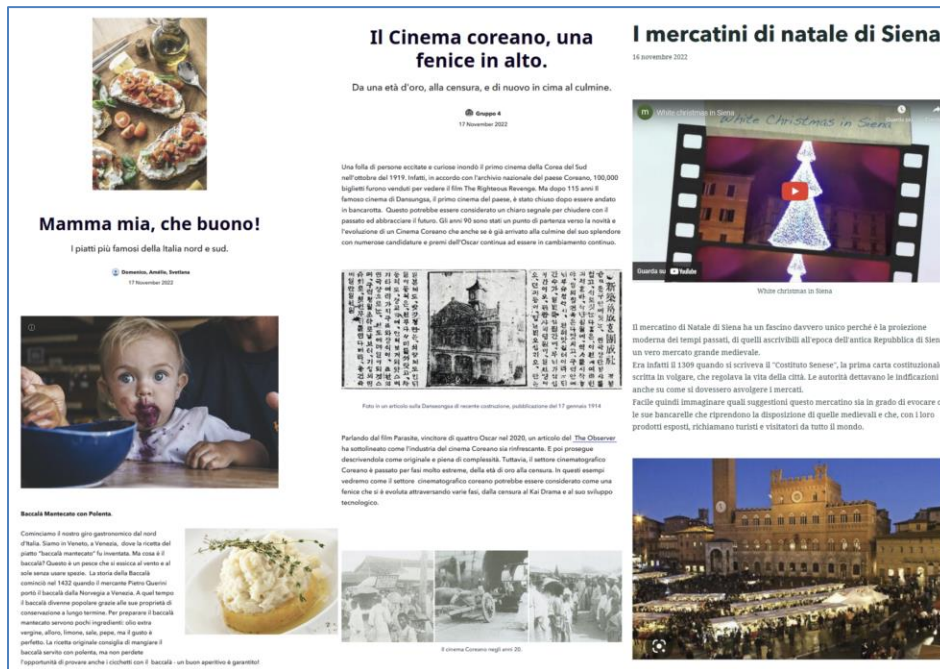 Mamma mia, che buono!
I piatti più famosi della Italia nord e sud.
Domenico, Amélie, Svetlana
17 November 2022
Baccalà Mantecato con Polenta.
Cominciamo il nostro giro gastronomico dal nord
d'Italia. Siamo in Veneto, a Venezia, dove la ricetta del
piatto "baccalà mantecato" fu inventata. Ma cosa è il
baccalà? Questo è un pesce che si essicca al vento e al
sole senza usare spezie. La storia della Baccalà
cominciò nel 1432 quando il mercante Pietro Querini
portò il baccalà dalla Norvegia a Venezia. A quel tempo
il baccalà divenne popolare grazie alle sue proprietà di
conservazione a lungo termine. Per preparare il baccalà
mantecato servono pochi ingredienti: olio extra
vergine, alloro, limone, sale, pepe, ma il gusto è
perfetto. La ricetta originale consiglia di mangiare il
baccalà servito con polenta, ma non perdete
l'opportunità di provare anche i cicchetti con il baccalà - un buon aperitivo è garantito!
Il Cinema coreano, una
fenice in alto.
Da una età d'oro, alla censura, e di nuovo in cima al culmine.
Gruppo 4
17 November 2022
Una folla di persone eccitate e curiose inondò il primo cinema della Corea del Sud
nell'ottobre del 1919. Infatti, in accordo con l'archivio nazionale del paese Coreano, 100,000
biglietti furono venduti per vedere il film The Righteous Revenge. Ma dopo 115 anni Il
famoso cinema di Dansungsa, il primo cinema del paese, è stato chiuso dopo essere andato
in bancarotta. Questo potrebbe essere considerato un chiaro segnale per chiudere con il
passato ed abbracciare il futuro. Gli anni 90 sono stati un punto di partenza verso la novità e
l'evoluzione di un Cinema Coreano che anche se è già arrivato alla culmine del suo splendore
con numerose candidature e premi dell'Oscar continua ad essere in cambiamento continuo.
Foto in un articolo sulla Danseongsa di recente costruzione, pubblicazione del 17 gennaio 1914
Parlando dal film Parasite, vincitore di quattro Oscar nel 2020, un articolo del The Observer
ha sottolineato come l'industria del cinema Coreano sia rinfrescante. E poi prosegue
descrivendola come originale e piena di complessità. Tuttavia, il settore cinematografico
Coreano è passato per fasi molto estreme, della età di oro alla censura. In questi esempi
vedremo come il settore cinematografico coreano potrebbe essere considerato come una
fenice che si è evoluta attraversando varie fasi, dalla censura al Kai Drama e al suo sviluppo
tecnologico.
Il cinema Coreano negli anni 20.
I mercatini di natale di Siena
16 novembre 2022
m White christmas in Siena
White Christmas in Siena
Guarda su YouTube
White christmas in Siena
Il mercatino di Natale di Siena ha un fascino davvero unico perché è la proiezione
moderna dei tempi passati, di quelli ascrivibili all'epoca dell'antica Repubblica di Sien
un vero mercato grande medievale.
Era infatti il 1309 quando si scriveva il "Costituto Senese", la prima carta costituzional
scritta in volgare, che regolava la vita della città. Le autorità dettavano le indficazioni
anche su come si dovessero asvolgere i mercati.
Facile quindi immaginare quali suggestioni questo mercatino sia in grado di evocare c
le sue bancarelle che riprendono la disposizione di quelle medievali e che, con i loro
prodotti esposti, richiamano turisti e visitatori da tutto il mondo.